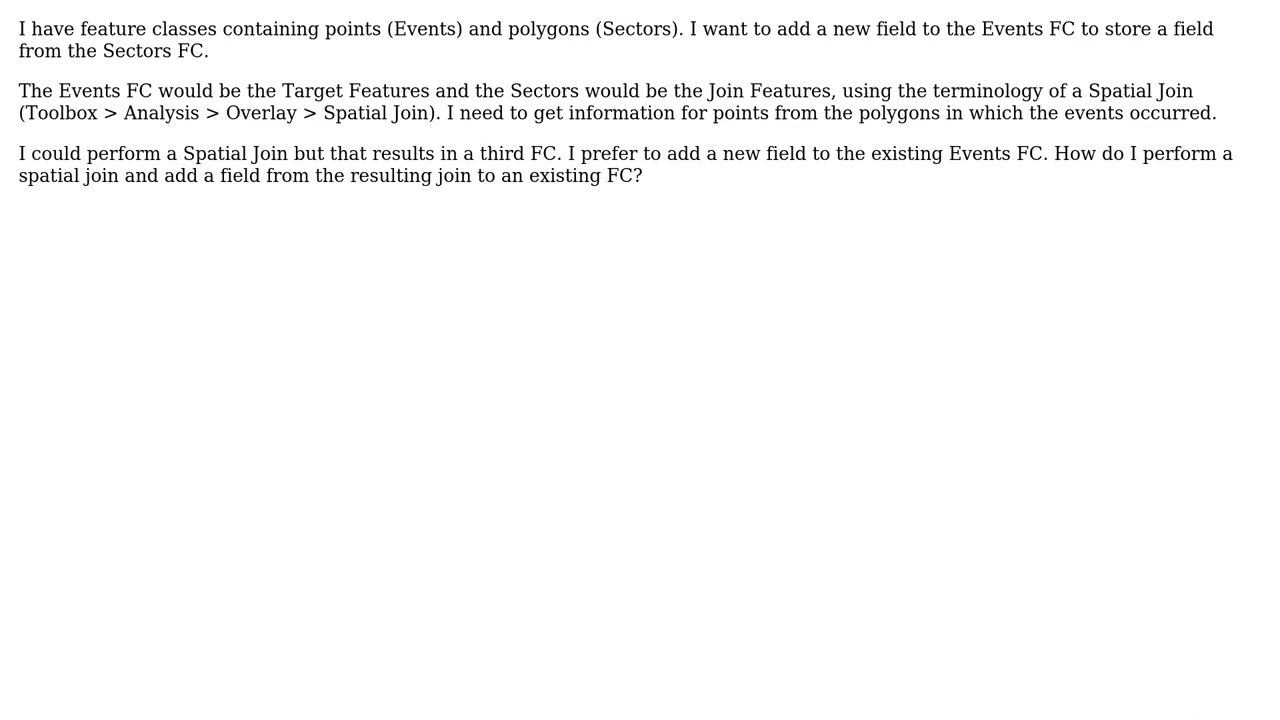 I have feature classes containing points (Events) and polygons (Sectors). I want to add a new field to the Events FC to store a field
from the Sectors FC.
The Events FC would be the Target Features and the Sectors would be the Join Features, using the terminology of a Spatial Join
(Toolbox > Analysis > Overlay > Spatial Join). I need to get information for points from the polygons in which the events occurred.
I could perform a Spatial Join but that results in a third FC. I prefer to add a new field to the existing Events FC. How do I perform a
spatial join and add a field from the resulting join to an existing FC?